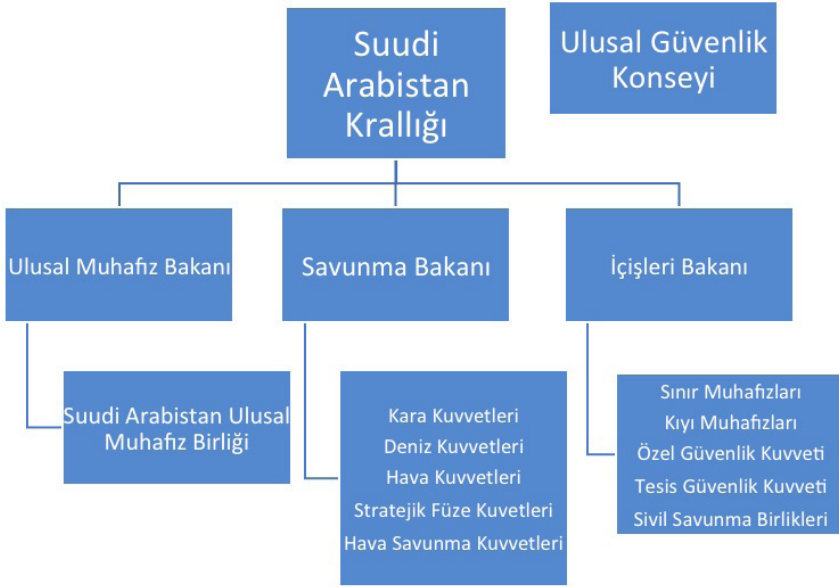 Suudi
Arabistan
Krallığı
Ulusal Güvenlik
Konseyi
Ulusal Muhafız Bakanı
Savunma Bakanı
İçişleri Bakanı
Suudi Arabistan Ulusal
Muhafız Birliği
Kara Kuvvetleri
Deniz Kuvvetleri
Hava Kuvvetleri
Stratejik Füze Kuvetleri
Hava Savunma Kuvvetleri
Sınır Muhafızları
Kıyı Muhafızları
Özel Güvenlik Kuvveti
Tesis Güvenlik Kuvveti
Sivil Savunma Birlikleri